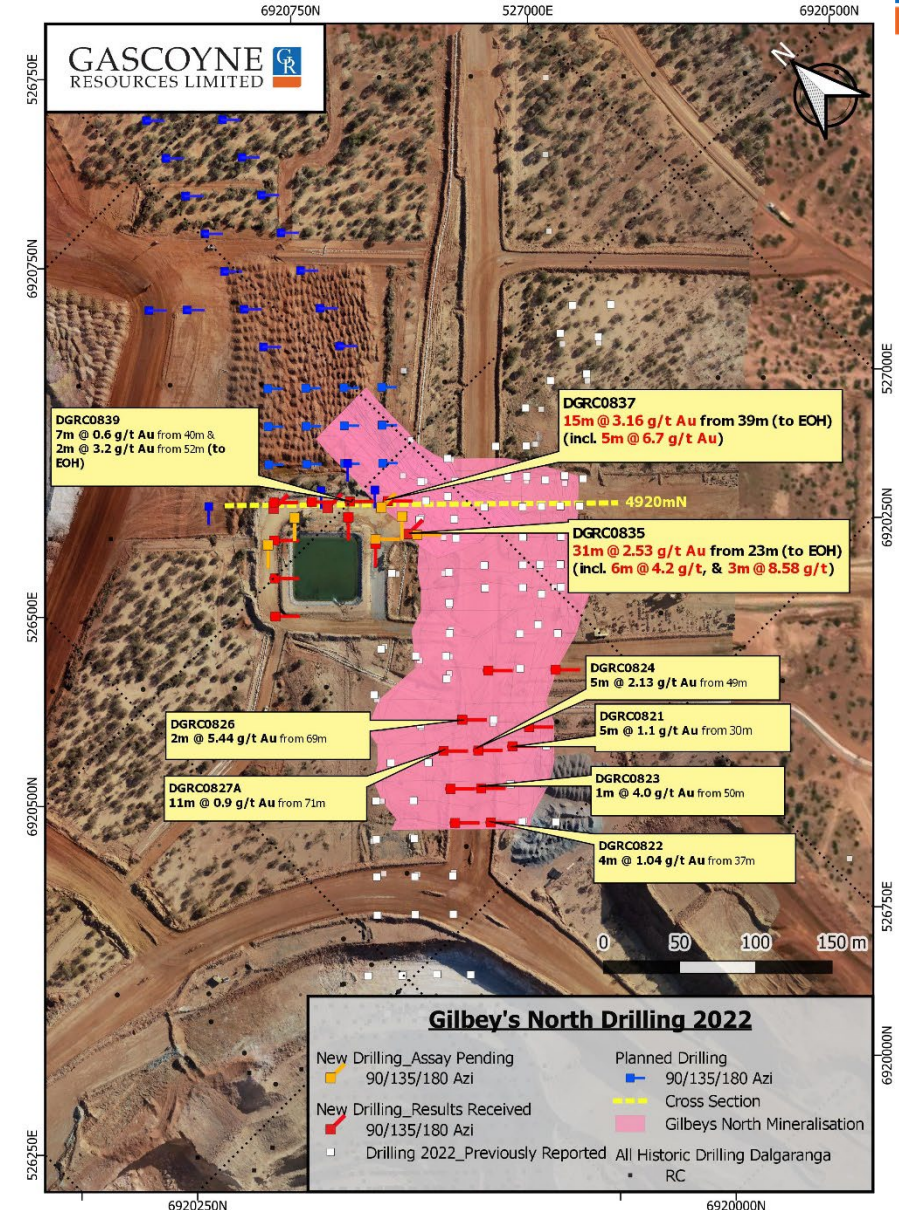 6920750N
527000E
6920500N
526750E
GASCOYNE
RESOURCES LIMITED
GR
N
6920750N
527000E
DGRC0839
7m @ 0.6 g/t Au from 40m &
2m @ 3.2 g/t Au from 52m (to
EOH)
DGRC0837
15m @ 3.16 g/t Au from 39m (to EOH)
(incl. 5m @ 6.7 g/t Au)
4920mN
6920250N
DGRC0835
31m @ 2.53 g/t Au from 23m (to EOH)
(incl. 6m @ 4.2 g/t, & 3m @ 8.58 g/t)
526500E
DGRC0824
5m @ 2.13 g/t Au from 49m
DGRC0826
2m @ 5.44 g/t Au from 69m
DGRC0821
5m @ 1.1 g/t Au from 30m
DGRC0827A
11m @ 0.9 g/t Au from 71m
DGRC0823
1m @ 4.0 g/t Au from 50m
6920500N
DGRC0822
4m @ 1.04 g/t Au from 37m
526750E
0 50 100 150 m
Gilbey's North Drilling 2022
New Drilling_Assay Pending
90/135/180 Azi
New Drilling_Results Received
90/135/180 Azi
Drilling 2022_Previously Reported
Planned Drilling
90/135/180 Azi
Cross Section
Gilbeys North Mineralisation
All Historic Drilling Dalgaranga
RC
6920000N
526250E
6920250N
6920000N